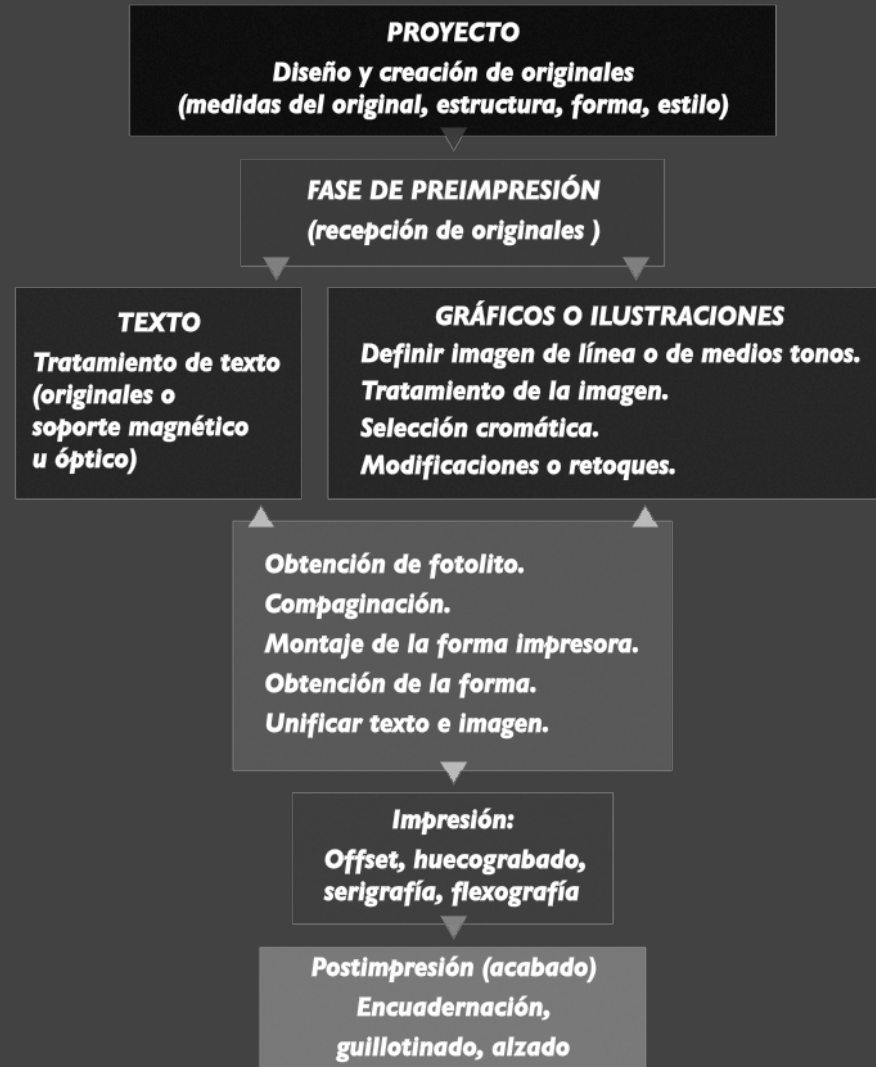 PROYECTO
Diseño y creación de originales
(medidas del original, estructura, forma, estilo)
FASE DE PREIMPRESIÓN
(recepción de originales )
TEXTO
Tratamiento de texto
(originales o
soporte magnético
u óptico)
GRÁFICOS O ILUSTRACIONES
Definir imagen de línea o de medios tonos.
Tratamiento de la imagen.
Selección cromática.
Modificaciones o retoques.
Obtención de fotolito.
Compaginación.
Montaje de la forma impresora.
Obtención de la forma.
Unificar texto e imagen.
Impresión:
Offset, huecograbado,
serigrafía, flexografía
Postimpresión (acabado)
Encuadernación,
guillotinado, alzado